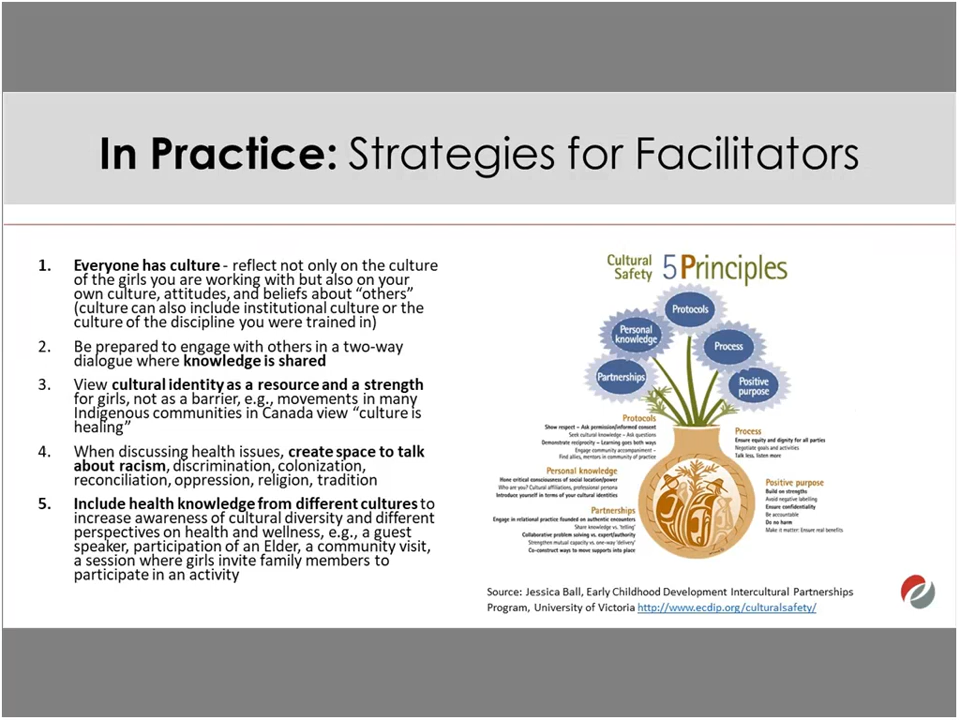 In Practice: Strategies for Facilitators
1. Everyone has culture - reflect not only on the culture
of the girls you are working with but also on your
own culture, attitudes, and beliefs about “others”
(culture can also include institutional culture or the
culture of the discipline you were trained in)
2. Be prepared to engage with others in a two-way
dialogue where knowledge is shared
3. View cultural identity as a resource and a strength
for girls, not as a barrier, e.g., movements in many
Indigenous communities in Canada view “culture is
healing”
4. When discussing health issues, create space to talk
about racism, discrimination, colonization,
reconciliation, oppression, religion, tradition
5. Include health knowledge from different cultures to
increase awareness of cultural diversity and different
perspectives on health and wellness, e.g., a guest
speaker, participation of an Elder, a community visit,
a session where girls invite family members to
participate in an activity
Cultural
Safety 5 Principles
Protocols
Personal
knowledge
Process
Partnerships
Positive
purpose
Protocols
Show respect – Ask permission/informed consent
Seek cultural knowledge – Ask questions
Demonstrate reciprocity – Learning goes both ways
Engage community accompaniment –
Find allies, mentors in community of practice
Personal knowledge
Hone critical consciousness of social location/power
Who are you? Cultural affiliations, professional persona
Introduce yourself in terms of your cultural identities
Partnerships
Engage in relational practice founded on authentic encounters
Share knowledge vs. 'telling'
Collaborative problem solving vs. expert/authority
Strengthen mutual capacity vs. one-way 'delivery'
Co-construct ways to move supports into place
Process
Ensure equity and dignity for all parties
Negotiate goals and activities
Talk less, listen more
Positive purpose
Build on strengths
Avoid negative labelling
Ensure confidentiality
Be accountable
Do no harm
Make it matter: Ensure real benefits
Source: Jessica Ball, Early Childhood Development Intercultural Partnerships
Program, University of Victoria http://www.ecdip.org/culturalsafety/